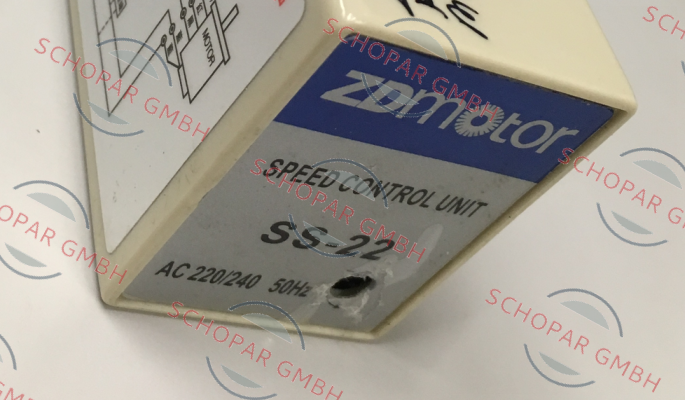 MOTOR
zdmotor
SPEED CONTROL UNIT
SS-22
AC 220/240 50Hz
SCHOPAR GMBH
SCHOPAR GMBH
SCHOPAR GMBH
SCHOPAR GMBH
SCHOPAR GMBH
SCHOPAR GMBH
SCHOPAR GMBH